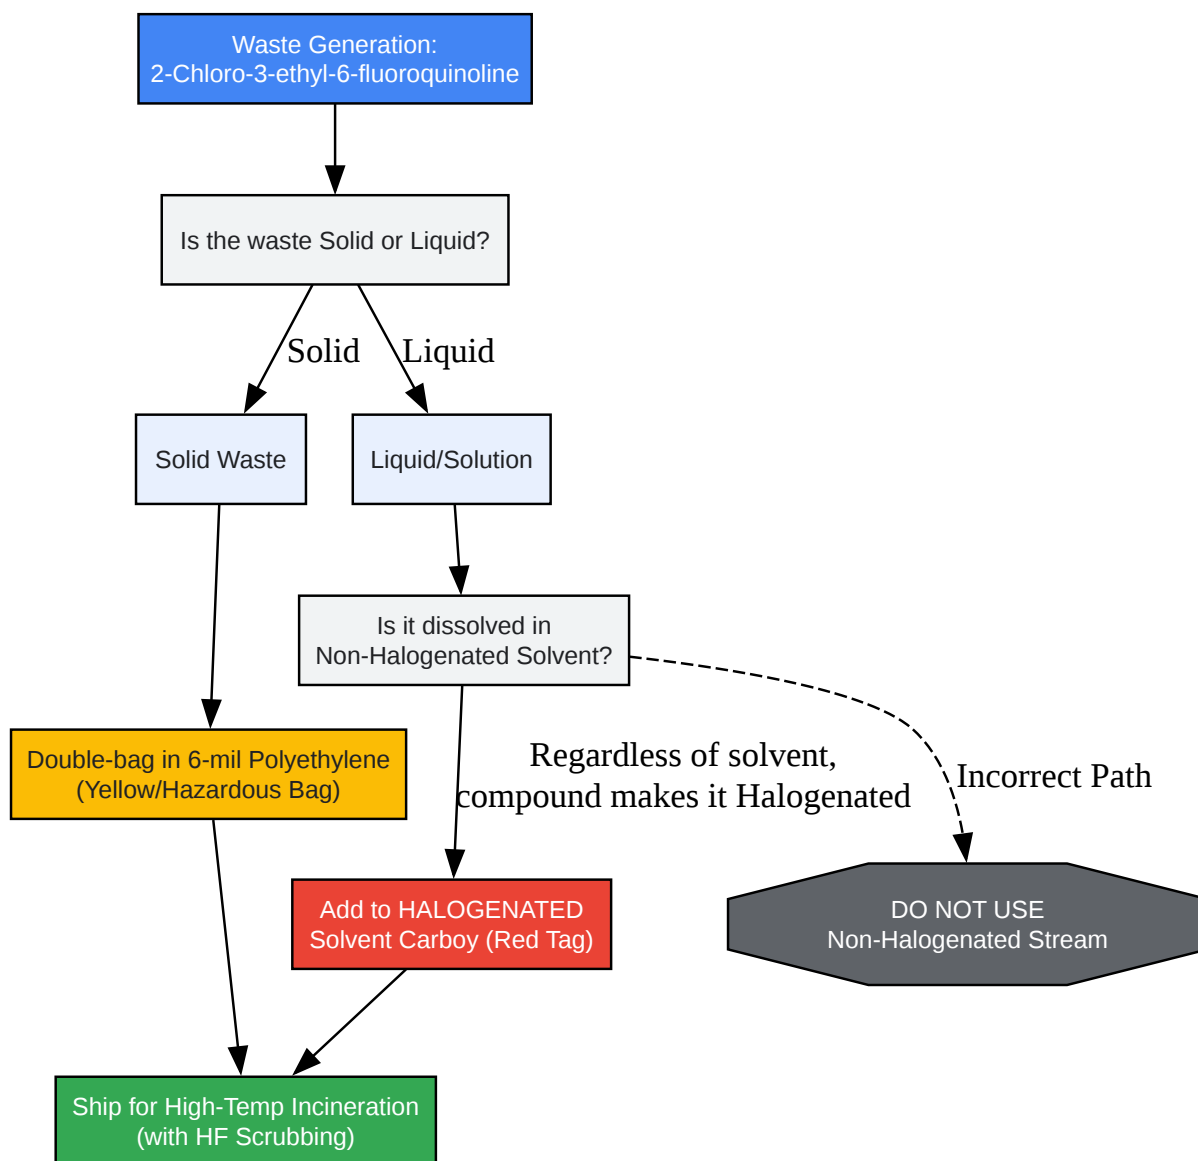 Waste Generation:
2-Chloro-3-ethyl-6-fluoroquinoline
Is the waste Solid or Liquid?
Solid
Liquid
Solid Waste
Liquid/Solution
Is it dissolved in
Non-Halogenated Solvent?
Double-bag in 6-mil Polyethylene
(Yellow/Hazardous Bag)
Regardless of solvent,
compound makes it Halogenated
Incorrect Path
Add to HALOGENATED
Solvent Carboy (Red Tag)
DO NOT USE
Non-Halogenated Stream
Ship for High-Temp Incineration
(with HF Scrubbing)